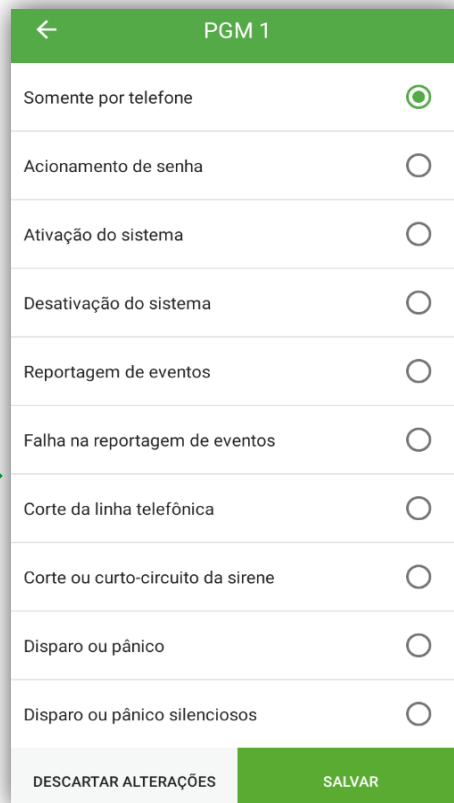 PGM 1
Somente por telefone
Acionamento de senha
Ativação do sistema
Desativação do sistema
Reportagem de eventos
Falha na reportagem de eventos
Corte da linha telefônica
Corte ou curto-circuito da sirene
Disparo ou pânico
Disparo ou pânico silenciosos
DESCARTAR ALTERAÇÕES SALVAR